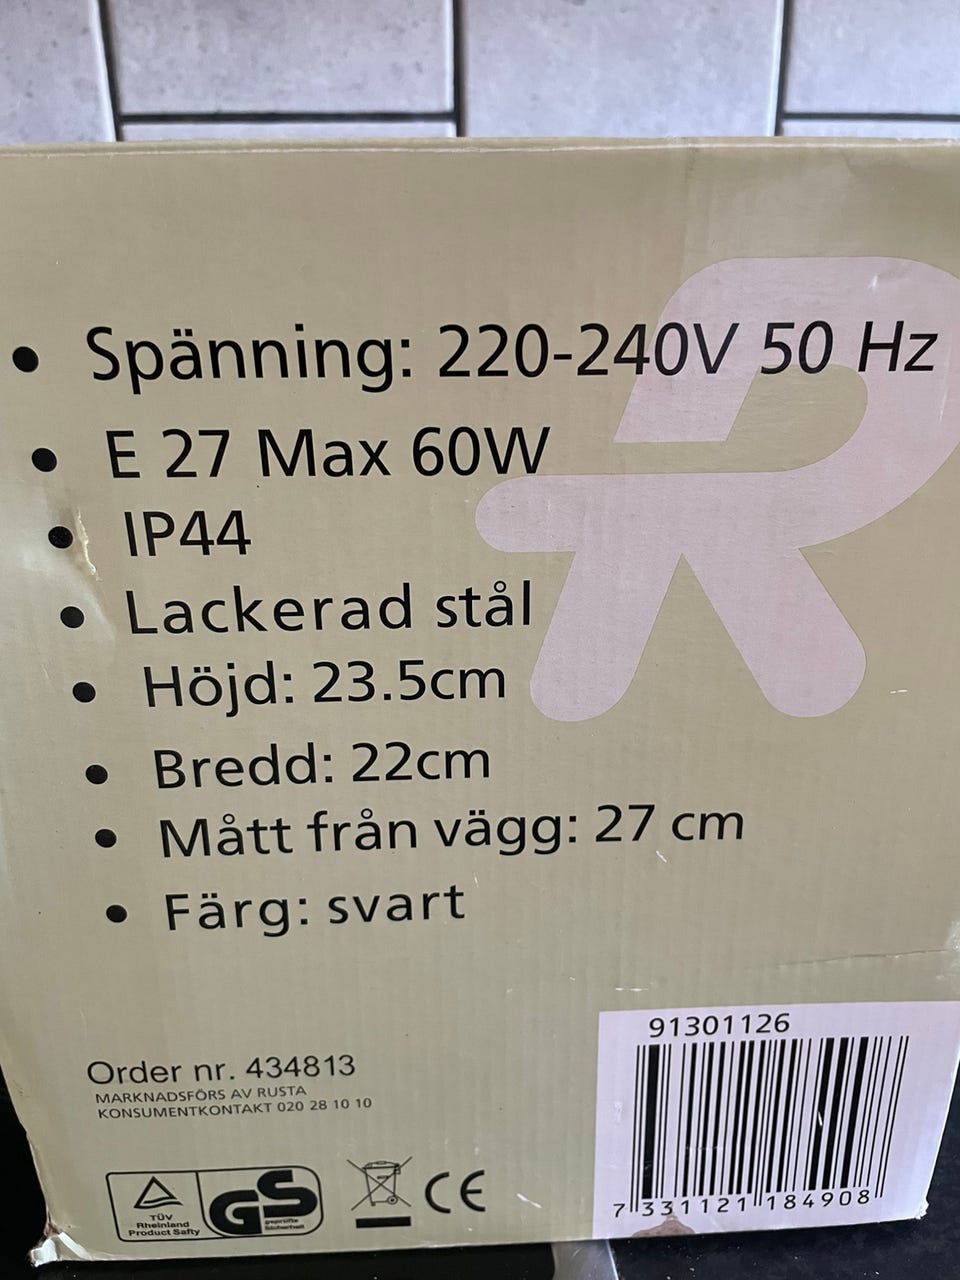 • Spänning: 220-240V 50 Hz
• E 27 Max 60W
• IP44
• Lackerad stål
• Höjd: 23.5cm
• Bredd: 22cm
• Mått från vägg: 27 cm
• Färg: svart
91301126
Order nr. 434813
MARKNADSFÖRS AV RUSTA
KONSUMENTKONTAKT 020 28 10 10
TÜV
Rheinland
Product Safty
GS
geprüfte
Sicherheit
CE
7 331121 184908
R